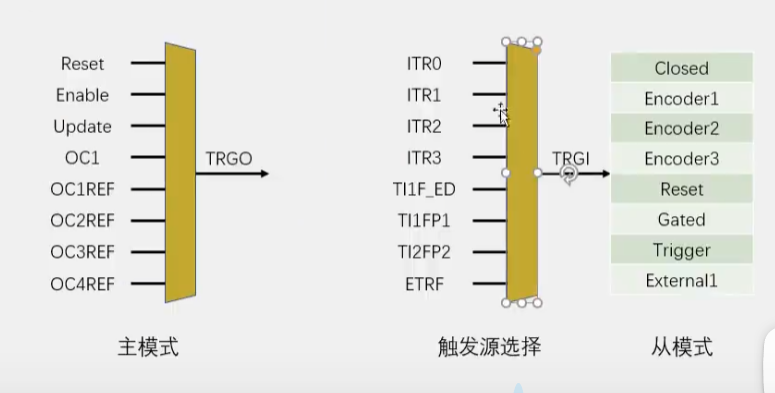 Reset
Enable
Update
OC1
OC1REF
OC2REF
OC3REF
OC4REF
TRGO
主模式
ITR0
ITR1
ITR2
ITR3
TI1F_ED
TI1FP1
TI2FP2
ETRF
TRGI
触发源选择
Closed
Encoder1
Encoder2
Encoder3
Reset
Gated
Trigger
External1
从模式